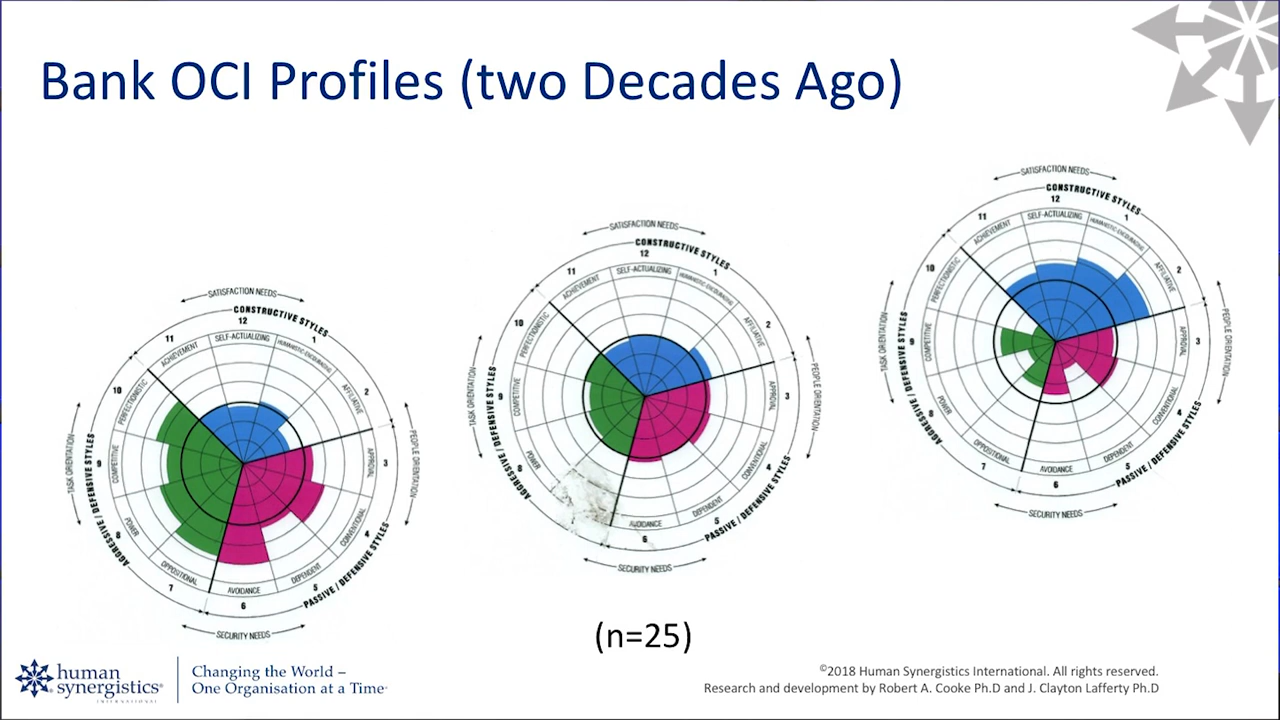 Bank OCI Profiles (two Decades Ago)
SATISFACTION NEEDS
CONSTRUCTIVE STYLES
12
11
1
SELF-ACTUALIZING
ACHIEVEMENT
HUMANISTIC-ENCOURAGING
10
2
PERFECTIONISTIC
AFFILIATIVE
TASK ORIENTATION
PEOPLE ORIENTATION
9
COMPETITIVE
APPROVAL
3
AGGRESSIVE / DEFENSIVE STYLES
PASSIVE / DEFENSIVE STYLES
8
POWER
CONVENTIONAL
4
OPPOSITIONAL
DEPENDENT
7
AVOIDANCE
5
6
SECURITY NEEDS
SATISFACTION NEEDS
CONSTRUCTIVE STYLES
12
11
1
SELF-ACTUALIZING
ACHIEVEMENT
HUMANISTIC-ENCOURAGING
10
2
PERFECTIONISTIC
AFFILIATIVE
TASK ORIENTATION
PEOPLE ORIENTATION
9
COMPETITIVE
APPROVAL
3
AGGRESSIVE / DEFENSIVE STYLES
PASSIVE / DEFENSIVE STYLES
8
POWER
CONVENTIONAL
4
DEPENDENT
AVOIDANCE
5
6
SECURITY NEEDS
SATISFACTION NEEDS
CONSTRUCTIVE STYLES
12
11
1
SELF-ACTUALIZING
ACHIEVEMENT
HUMANISTIC-ENCOURAGING
10
2
PERFECTIONISTIC
AFFILIATIVE
TASK ORIENTATION
PEOPLE ORIENTATION
9
COMPETITIVE
APPROVAL
3
AGGRESSIVE / DEFENSIVE STYLES
PASSIVE / DEFENSIVE STYLES
8
POWER
CONVENTIONAL
4
OPPOSITIONAL
DEPENDENT
7
AVOIDANCE
5
6
SECURITY NEEDS
(n=25)
human
synergistics®
INTERNATIONAL
Changing the World –
One Organisation at a Time
©2018 Human Synergistics International. All rights reserved.
Research and development by Robert A. Cooke Ph.D and J. Clayton Lafferty Ph.D